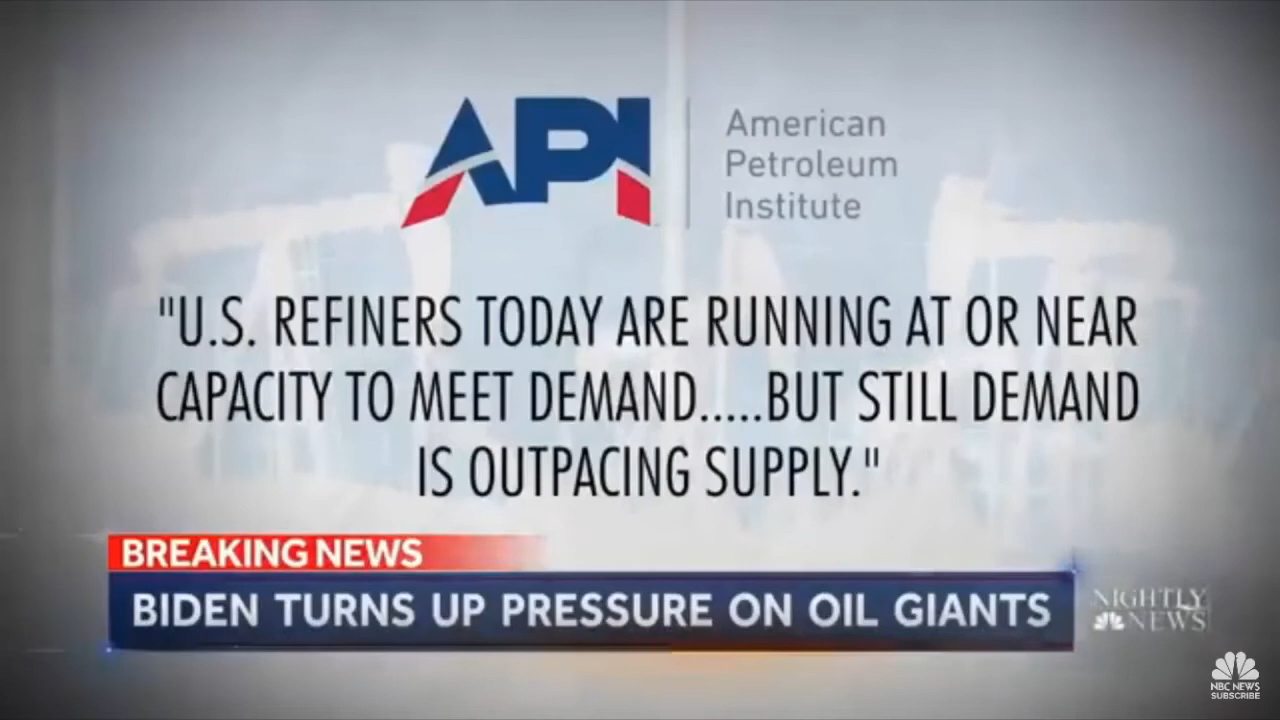 API
American
Petroleum
Institute
"U.S. REFINERS TODAY ARE RUNNING AT OR NEAR
CAPACITY TO MEET DEMAND.....BUT STILL DEMAND
IS OUTPACING SUPPLY."
BREAKING NEWS
BIDEN TURNS UP PRESSURE ON OIL GIANTS
NIGHTLY
NEWS
NBC NEWS
SUBSCRIBE